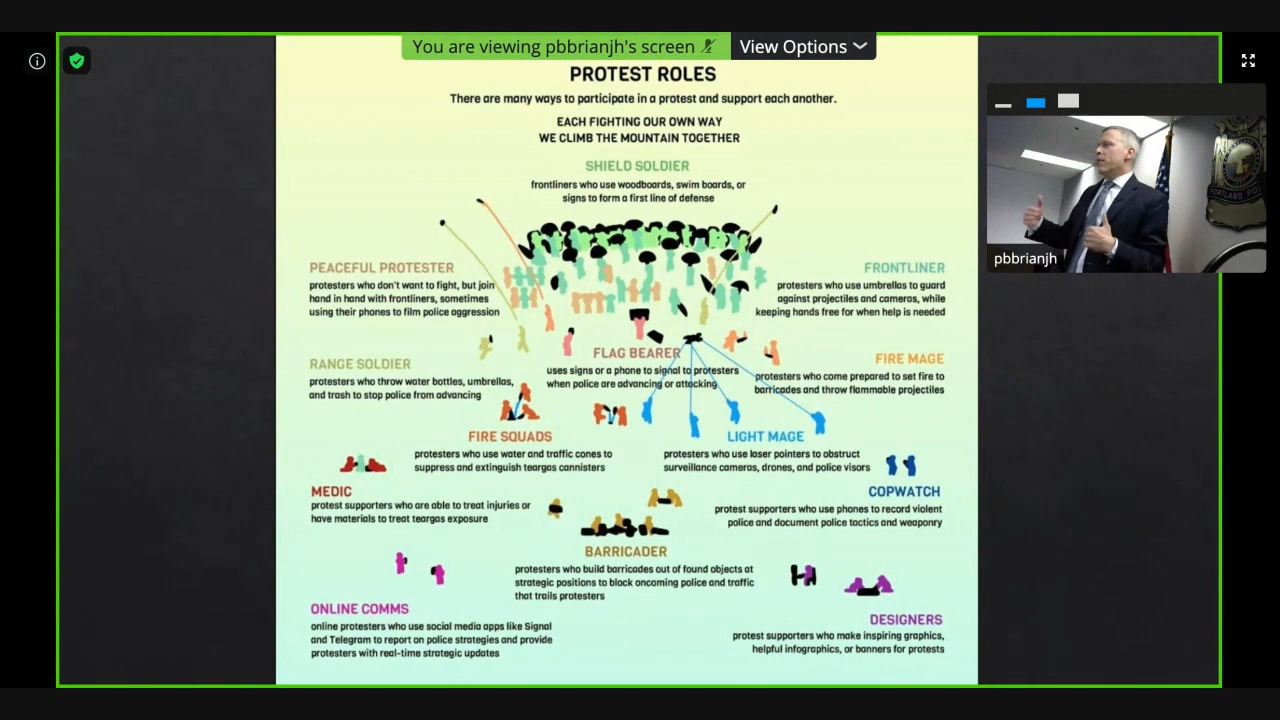 You are viewing pbbrianjh's screen
View Options
PROTEST ROLES
There are many ways to participate in a protest and support each another.
EACH FIGHTING OUR OWN WAY
WE CLIMB THE MOUNTAIN TOGETHER
SHIELD SOLDIER
frontliners who use woodboards, swim boards, or
signs to form a first line of defense
PEACEFUL PROTESTER
protesters who don't want to fight, but join
hand in hand with frontliners, sometimes
using their phones to film police aggression
FRONTLINER
protesters who use umbrellas to guard
against projectiles and cameras, while
keeping hands free for when help is needed
RANGE SOLDIER
protesters who throw water bottles, umbrellas,
and trash to stop police from advancing
FLAG BEARER
uses signs or a phone to signal to protesters
when police are advancing or attacking
FIRE MAGE
protesters who come prepared to set fire to
barricades and throw flammable projectiles
FIRE SQUADS
protesters who use water and traffic cones to
suppress and extinguish teargas cannisters
LIGHT MAGE
protesters who use laser pointers to obstruct
surveillance cameras, drones, and police visors
MEDIC
protest supporters who are able to treat injuries or
have materials to treat teargas exposure
COPWATCH
protest supporters who use phones to record violent
police and document police tactics and weaponry
BARRICADER
protesters who build barricades out of found objects at
strategic positions to block oncoming police and traffic
that trails protesters
ONLINE COMMS
online protesters who use social media apps like Signal
and Telegram to report on police strategies and provide
protesters with real-time strategic updates
DESIGNERS
protest supporters who make inspiring graphics,
helpful infographics, or banners for protests
pbbrianjh
PORTLAND